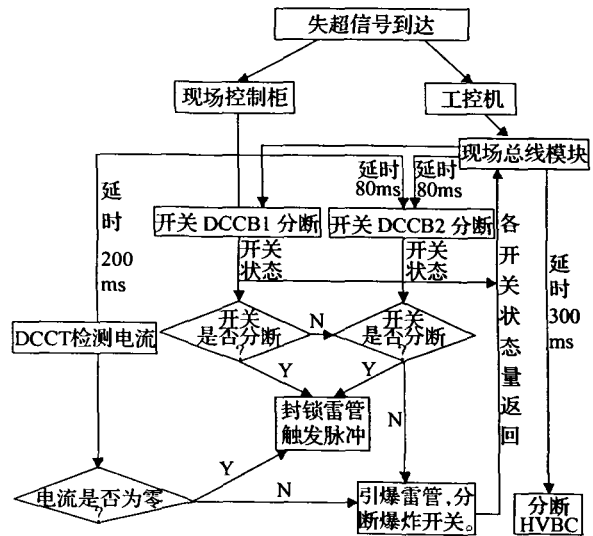 失超信号到达
现场控制柜
工控机
现场总线模块
延时
200
ms
延时
80ms
延时
80ms
开关 DCCB1 分断
开关 DCCB2 分断
开关
状态
开关
状态
各开关状态量返回
延时
300
ms
DCCT检测电流
开关
是否分断
?
N
开关
是否分断
?
Y
Y
封锁雷管
触发脉冲
N
电流是否为零
?
Y
N
引爆雷管,分
断爆炸开关。
分断
HVBC